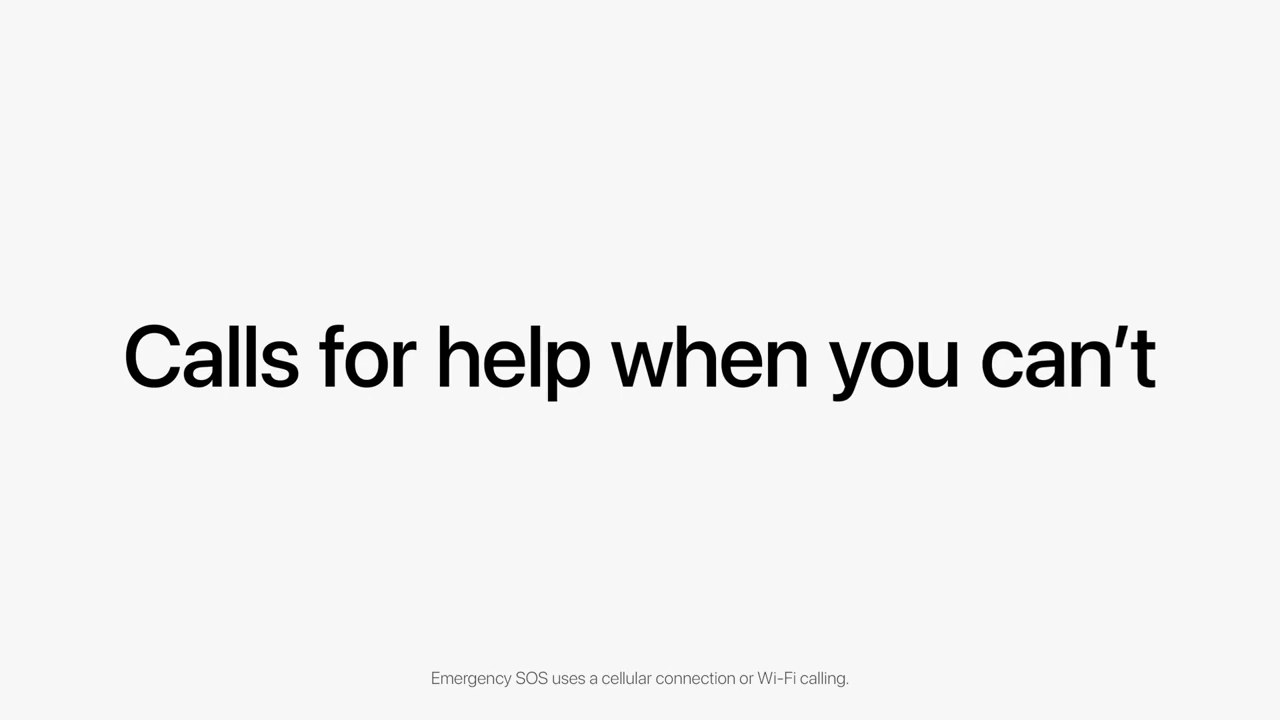 Calls for help when you can’t
Emergency SOS uses a cellular connection or Wi-Fi calling.